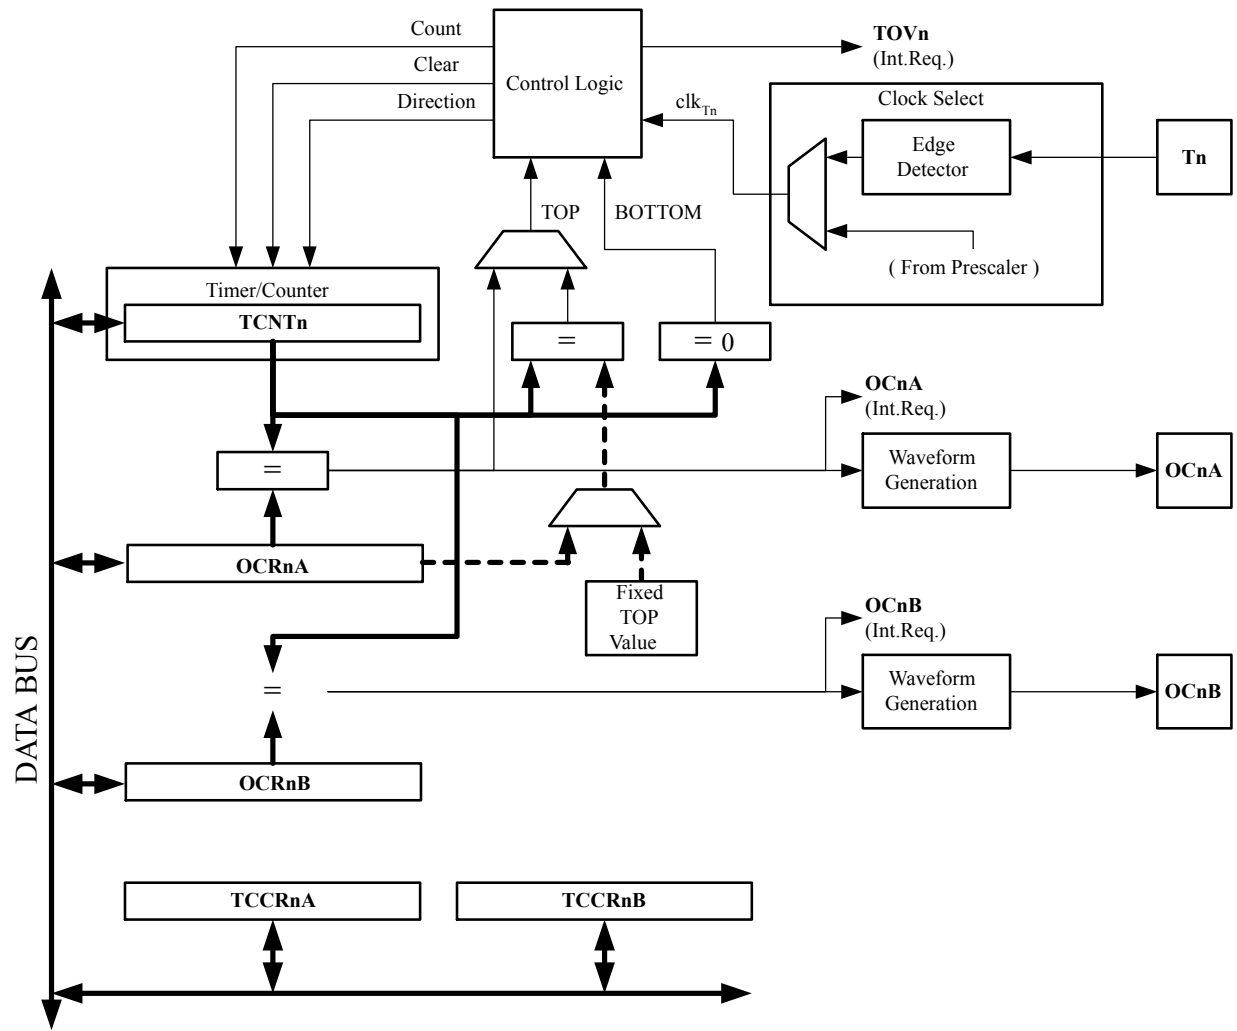 Count
Clear
Direction
Control Logic
TOVn
(Int.Req.)
clkTn
Clock Select
Edge
Detector
Tn
( From Prescaler )
TOP
BOTTOM
Timer/Counter
TCNTn
=
= 0
OCnA
(Int.Req.)
=
Waveform
Generation
OCnA
OCRnA
Fixed
TOP
Value
OCnB
(Int.Req.)
=
Waveform
Generation
OCnB
OCRnB
DATA BUS
TCCRnA
TCCRnB